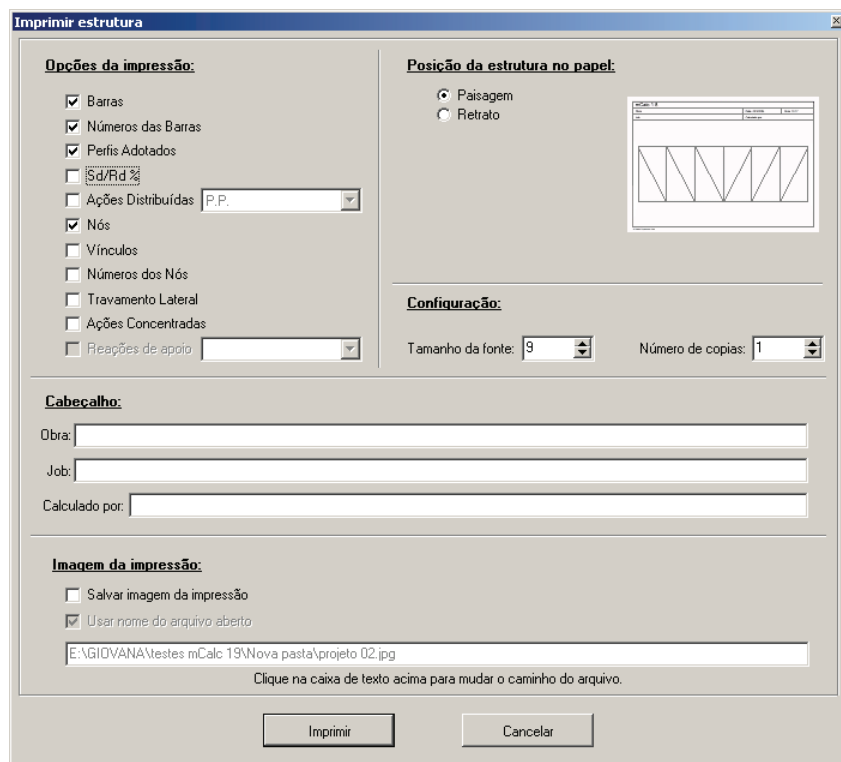 Imprimir estrutura
Opções da impressão:
Barras
Números das Barras
Perfis Adotados
Sd/Rd %
Ações Distribuídas P.P.
Nós
Vínculos
Números dos Nós
Travamento Lateral
Ações Concentradas
Reações de apoio
Posição da estrutura no papel:
Paisagem
Retrato
Configuração:
Tamanho da fonte: 9 Número de copias: 1
Cabeçalho:
Obra:
Job:
Calculado por:
Imagem da impressão:
Salvar imagem da impressão
Usar nome do arquivo aberto
E:\GIOVANA\testes mCalc 19\Nova pasta\projeto 02.jpg
Clique na caixa de texto acima para mudar o caminho do arquivo.
Imprimir Cancelar